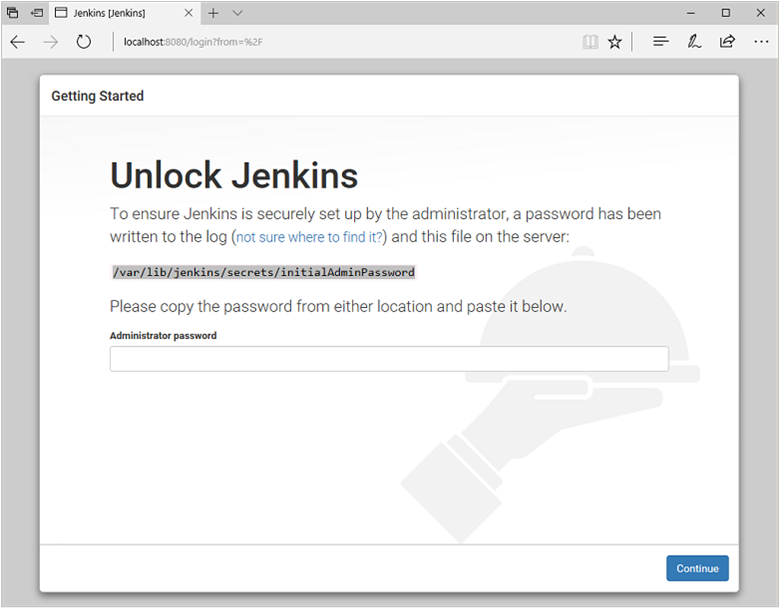 Jenkins [Jenkins]
localhost:8080/login?from=%2F
Getting Started
Unlock Jenkins
To ensure Jenkins is securely set up by the administrator, a password has been
written to the log (not sure where to find it?) and this file on the server:
/var/lib/jenkins/secrets/initialAdminPassword
Please copy the password from either location and paste it below.
Administrator password
Continue